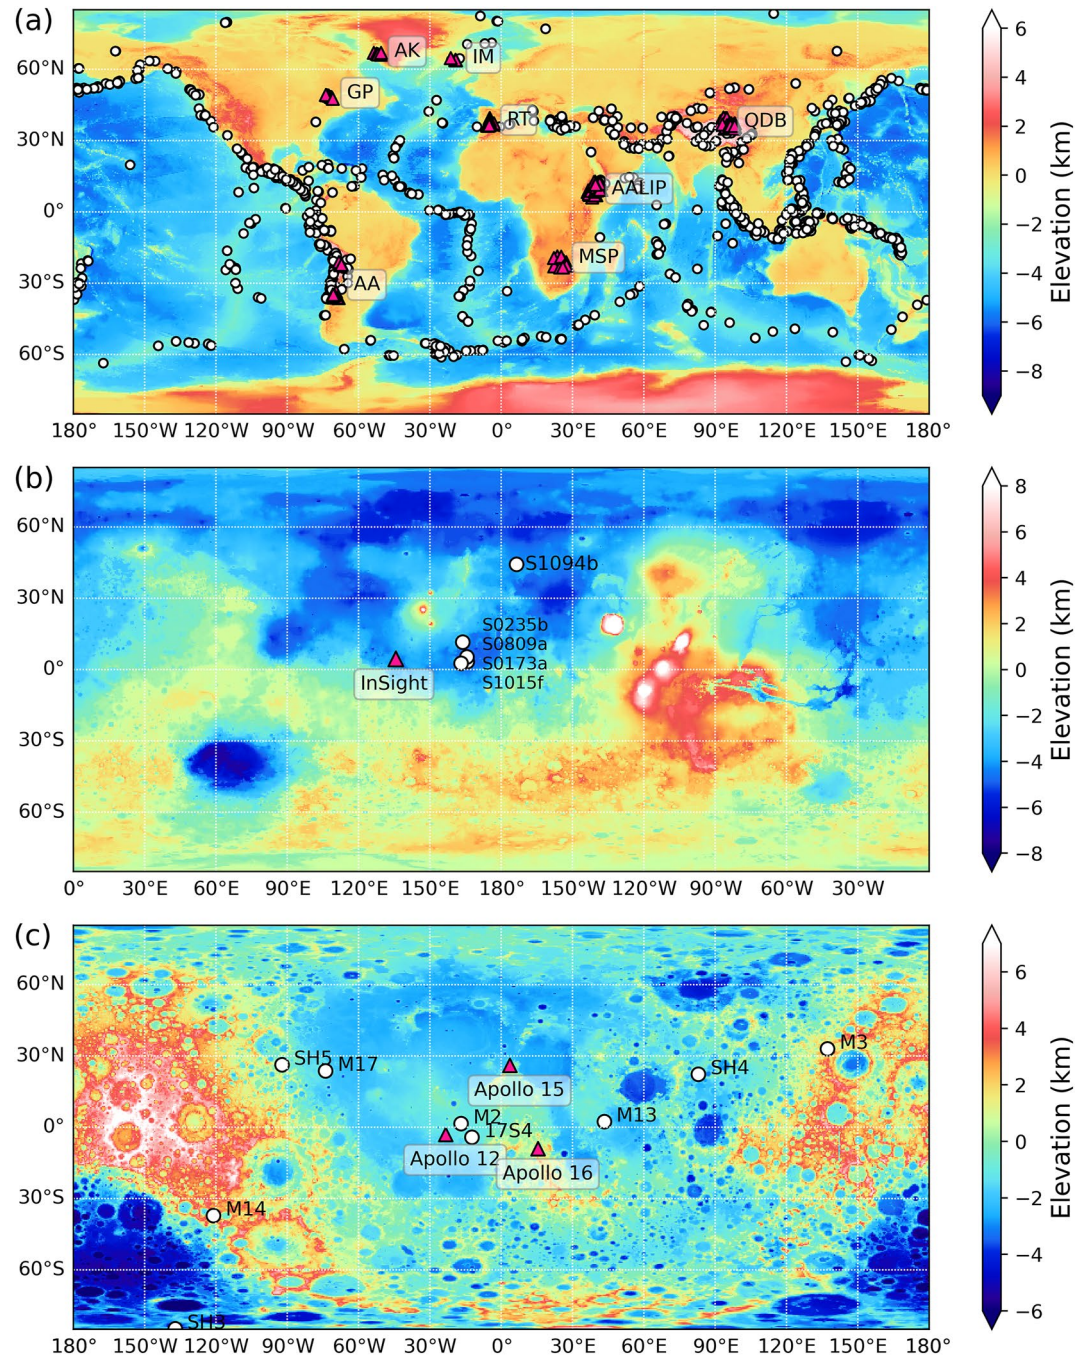 (a)
60°N
30°N
0°
30°S
60°S
180° 150°W 120°W 90°W 60°W 30°W 0° 30°E 60°E 90°E 120°E 150°E 180°
AK
IM
GP
RT
QDB
AALIP
MSP
AA
6
4
2
0
−2
−4
−6
−8
Elevation (km)
(b)
60°N
30°N
0°
30°S
60°S
0° 30°E 60°E 90°E 120°E 150°E 180° 150°W 120°W 90°W 60°W 30°W
S1094b
S0235b
S0809a
S0173a
S1015f
InSight
8
6
4
2
0
−2
−4
−6
−8
Elevation (km)
(c)
60°N
30°N
0°
30°S
60°S
180° 150°W 120°W 90°W 60°W 30°W 0° 30°E 60°E 90°E 120°E 150°E 180°
M3
SH5 M17
SH4
Apollo 15
M2
M13
17S4
Apollo 12
Apollo 16
M14
SH3
6
4
2
0
−2
−4
−6
Elevation (km)